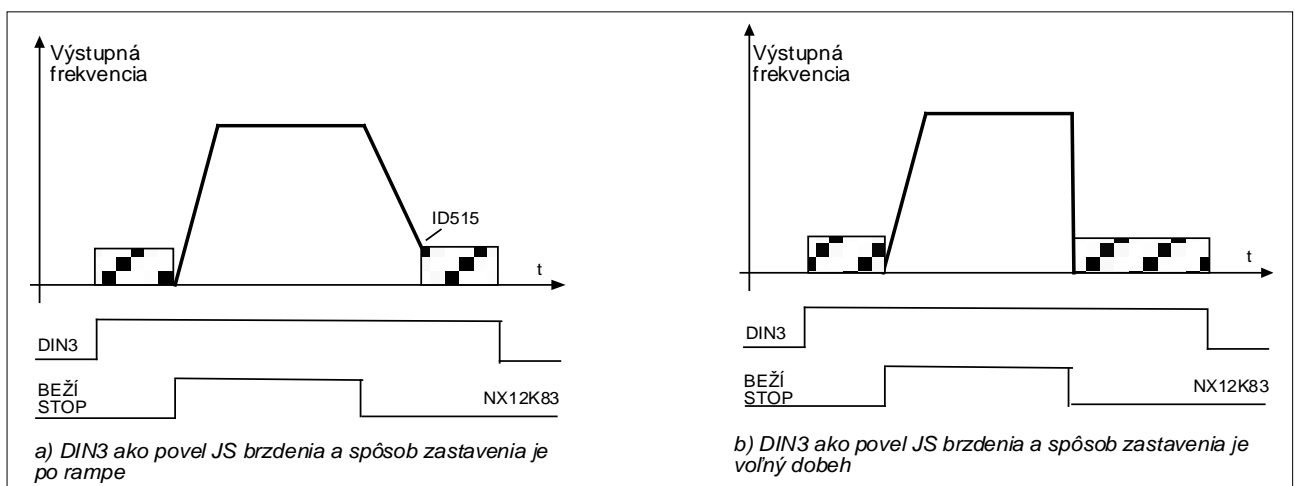 Výstupná
frekvencia
ID515
t
DIN3
BEŽÍ
STOP
NX12K83
a) DIN3 ako povel JS brzdenia a spôsob zastavenia je
po rampe
Výstupná
frekvencia
t
DIN3
BEŽÍ
STOP
NX12K83
b) DIN3 ako povel JS brzdenia a spôsob zastavenia je
voľný dobeh